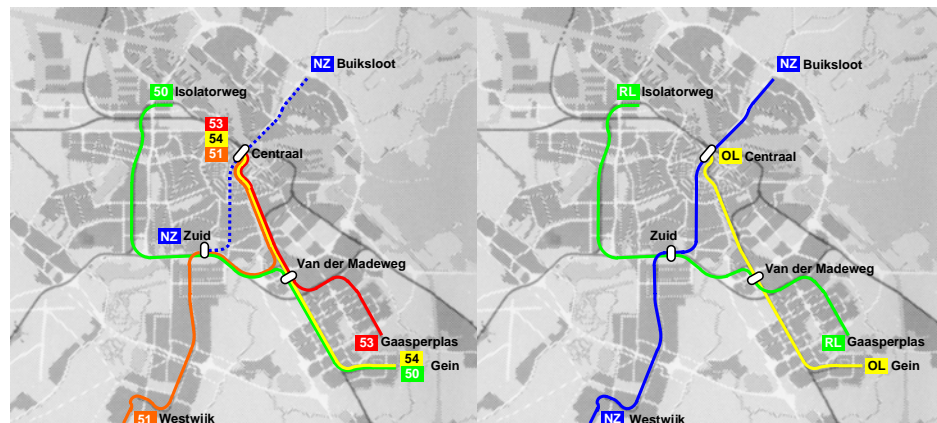 NZ Buiksloot
50 Isolatorweg
53
54
51
Centraal
NZ Zuid
Van der Madeweg
53 Gaasperplas
54
50
Gein
51 Westwijk
NZ Buiksloot
RL Isolatorweg
OL Centraal
Zuid
Van der Madeweg
RL Gaasperplas
OL Gein
NZ Westwijk